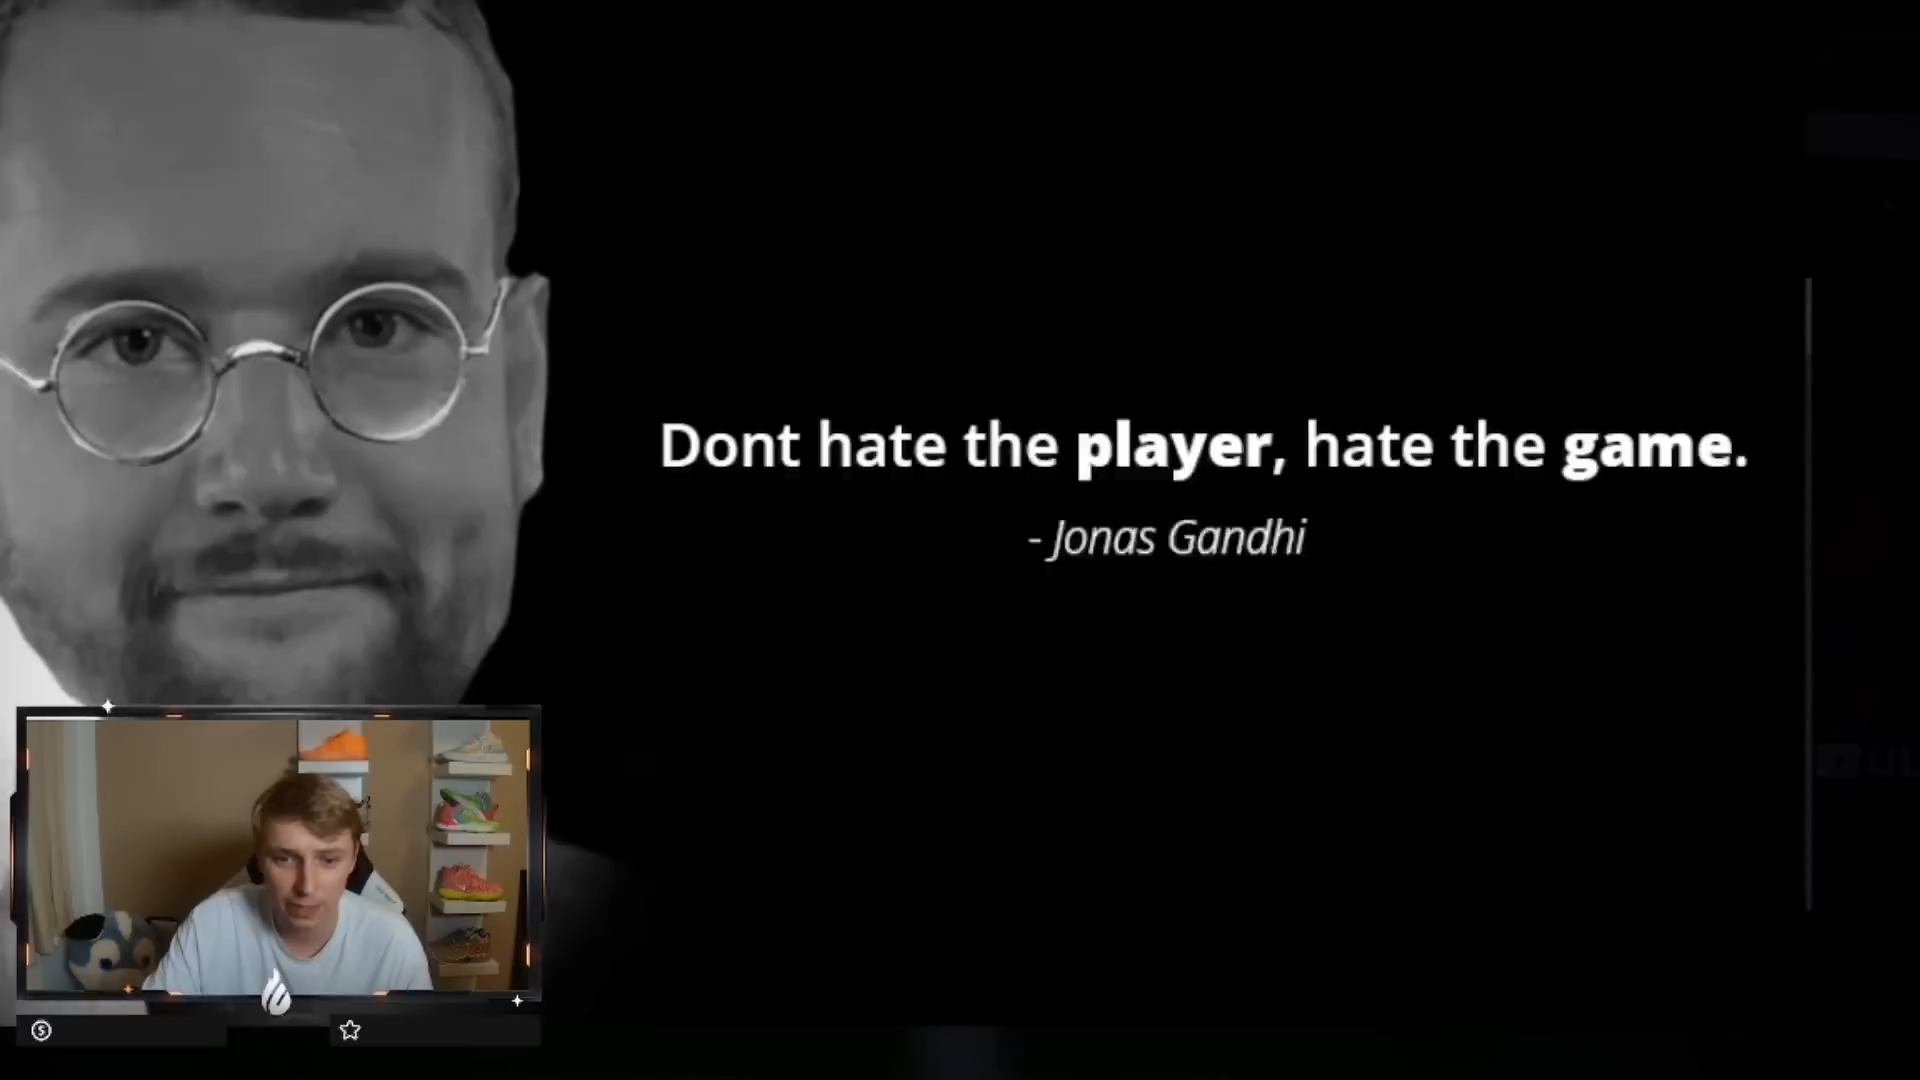 Dont hate the player, hate the game.
- Jonas Gandhi